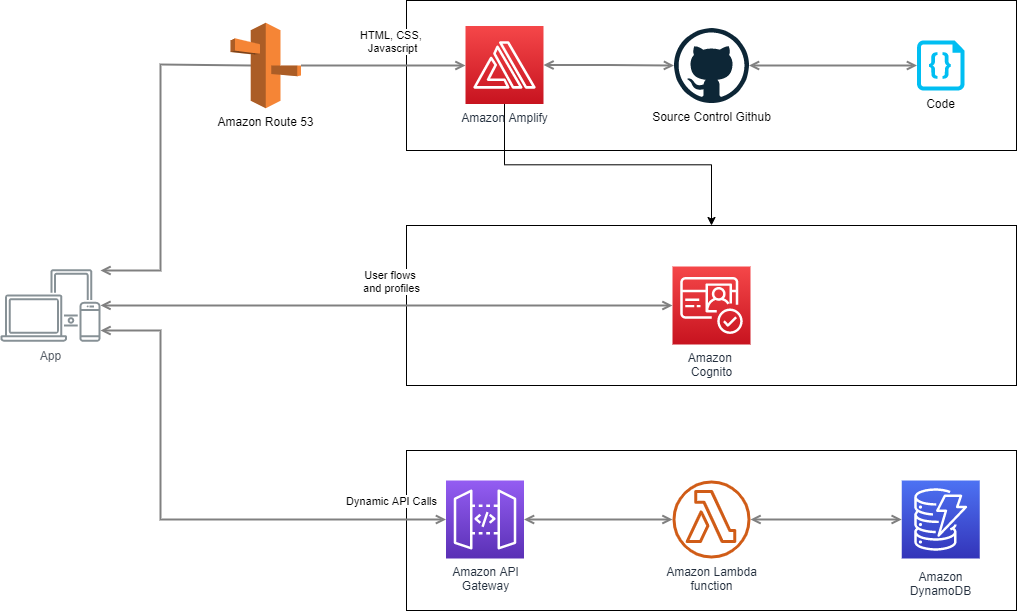 HTML, CSS,
Javascript
Amazon Route 53
Amazon Amplify
Source Control Github
{}
Code
User flows
and profiles
App
Amazon
Cognito
Dynamic API Calls
</>
Amazon API
Gateway
Amazon Lambda
function
Amazon
DynamoDB